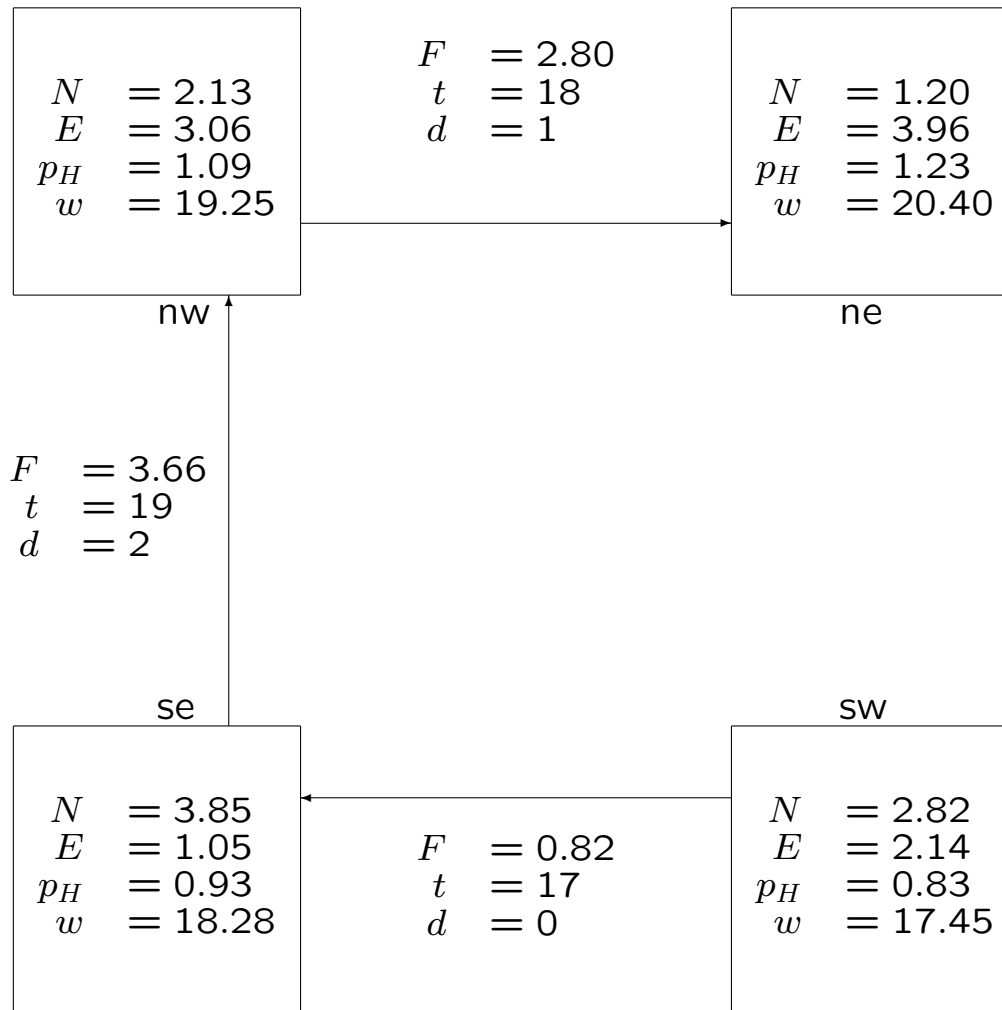 N = 2.13
E = 3.06
p_H = 1.09
w = 19.25
nw
F = 2.80
t = 18
d = 1
N = 1.20
E = 3.96
p_H = 1.23
w = 20.40
ne
F = 3.66
t = 19
d = 2
se
N = 3.85
E = 1.05
p_H = 0.93
w = 18.28
F = 0.82
t = 17
d = 0
sw
N = 2.82
E = 2.14
p_H = 0.83
w = 17.45